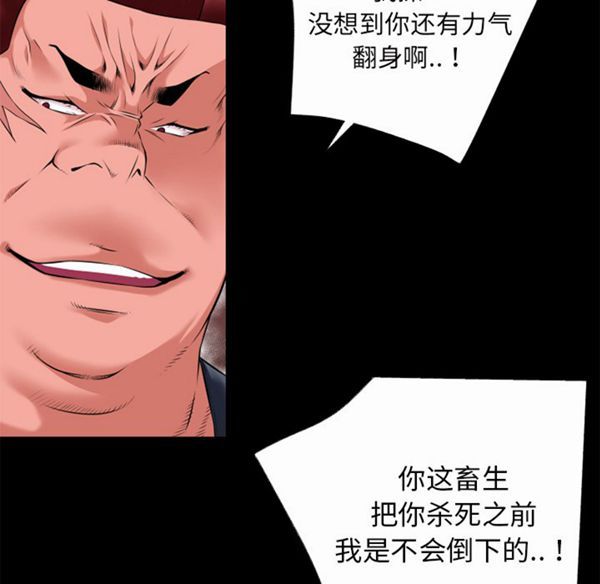 没想到你还有力气
翻身啊..！
你这畜生
把你杀死之前
我是不会倒下的..！